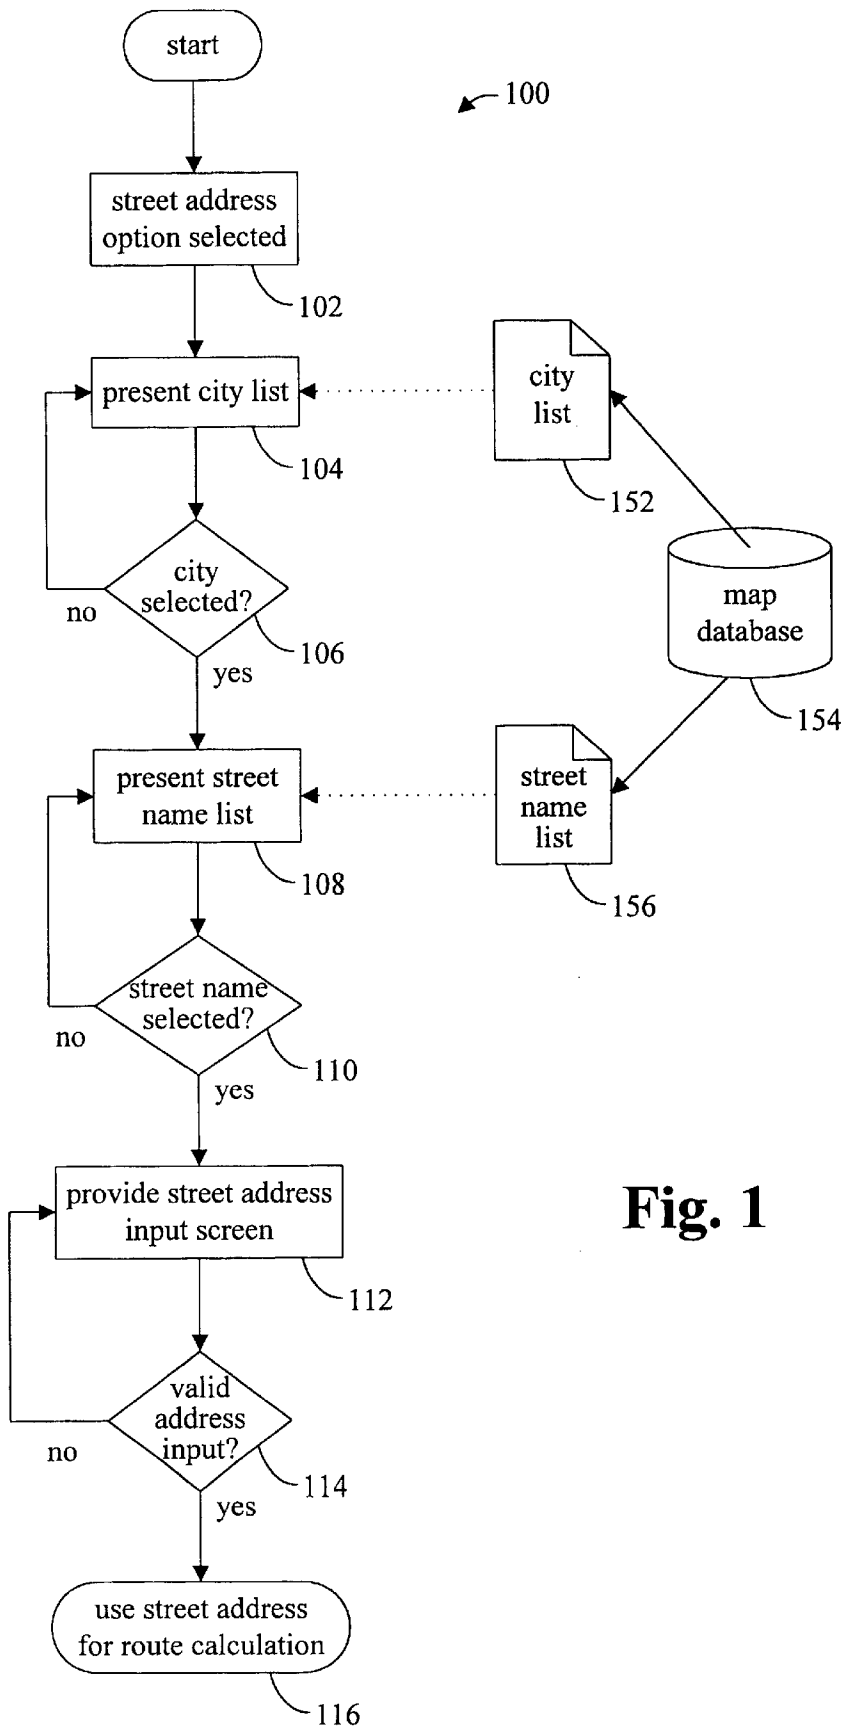 start
100
street address
option selected
102
present city list
104
city
list
152
city
selected?
no
106
yes
map
database
154
present street
name list
108
street
name
list
156
street name
selected?
no
110
yes
provide street address
input screen
112
Fig. 1
valid
address
input?
no
114
yes
use street address
for route calculation
116